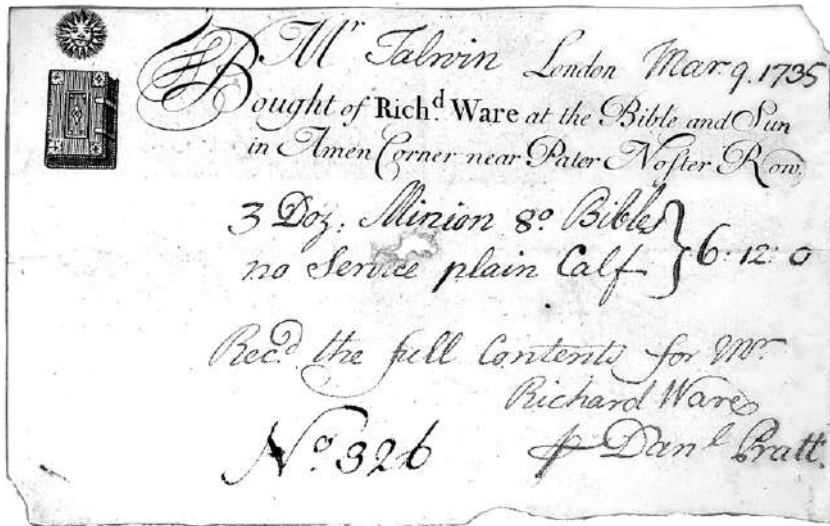 Mr Talwin London Mar. 9. 1735
Bought of Richd. Ware at the Bible and Sun
in Amen Corner near Pater Noster Row.
3 Doz. Minion 8o. Bibles
no Service plain Calf } 6: 12: 0
Rec.d the full Contents for Mr.
Richard Ware
Danl Pratt.
No. 326